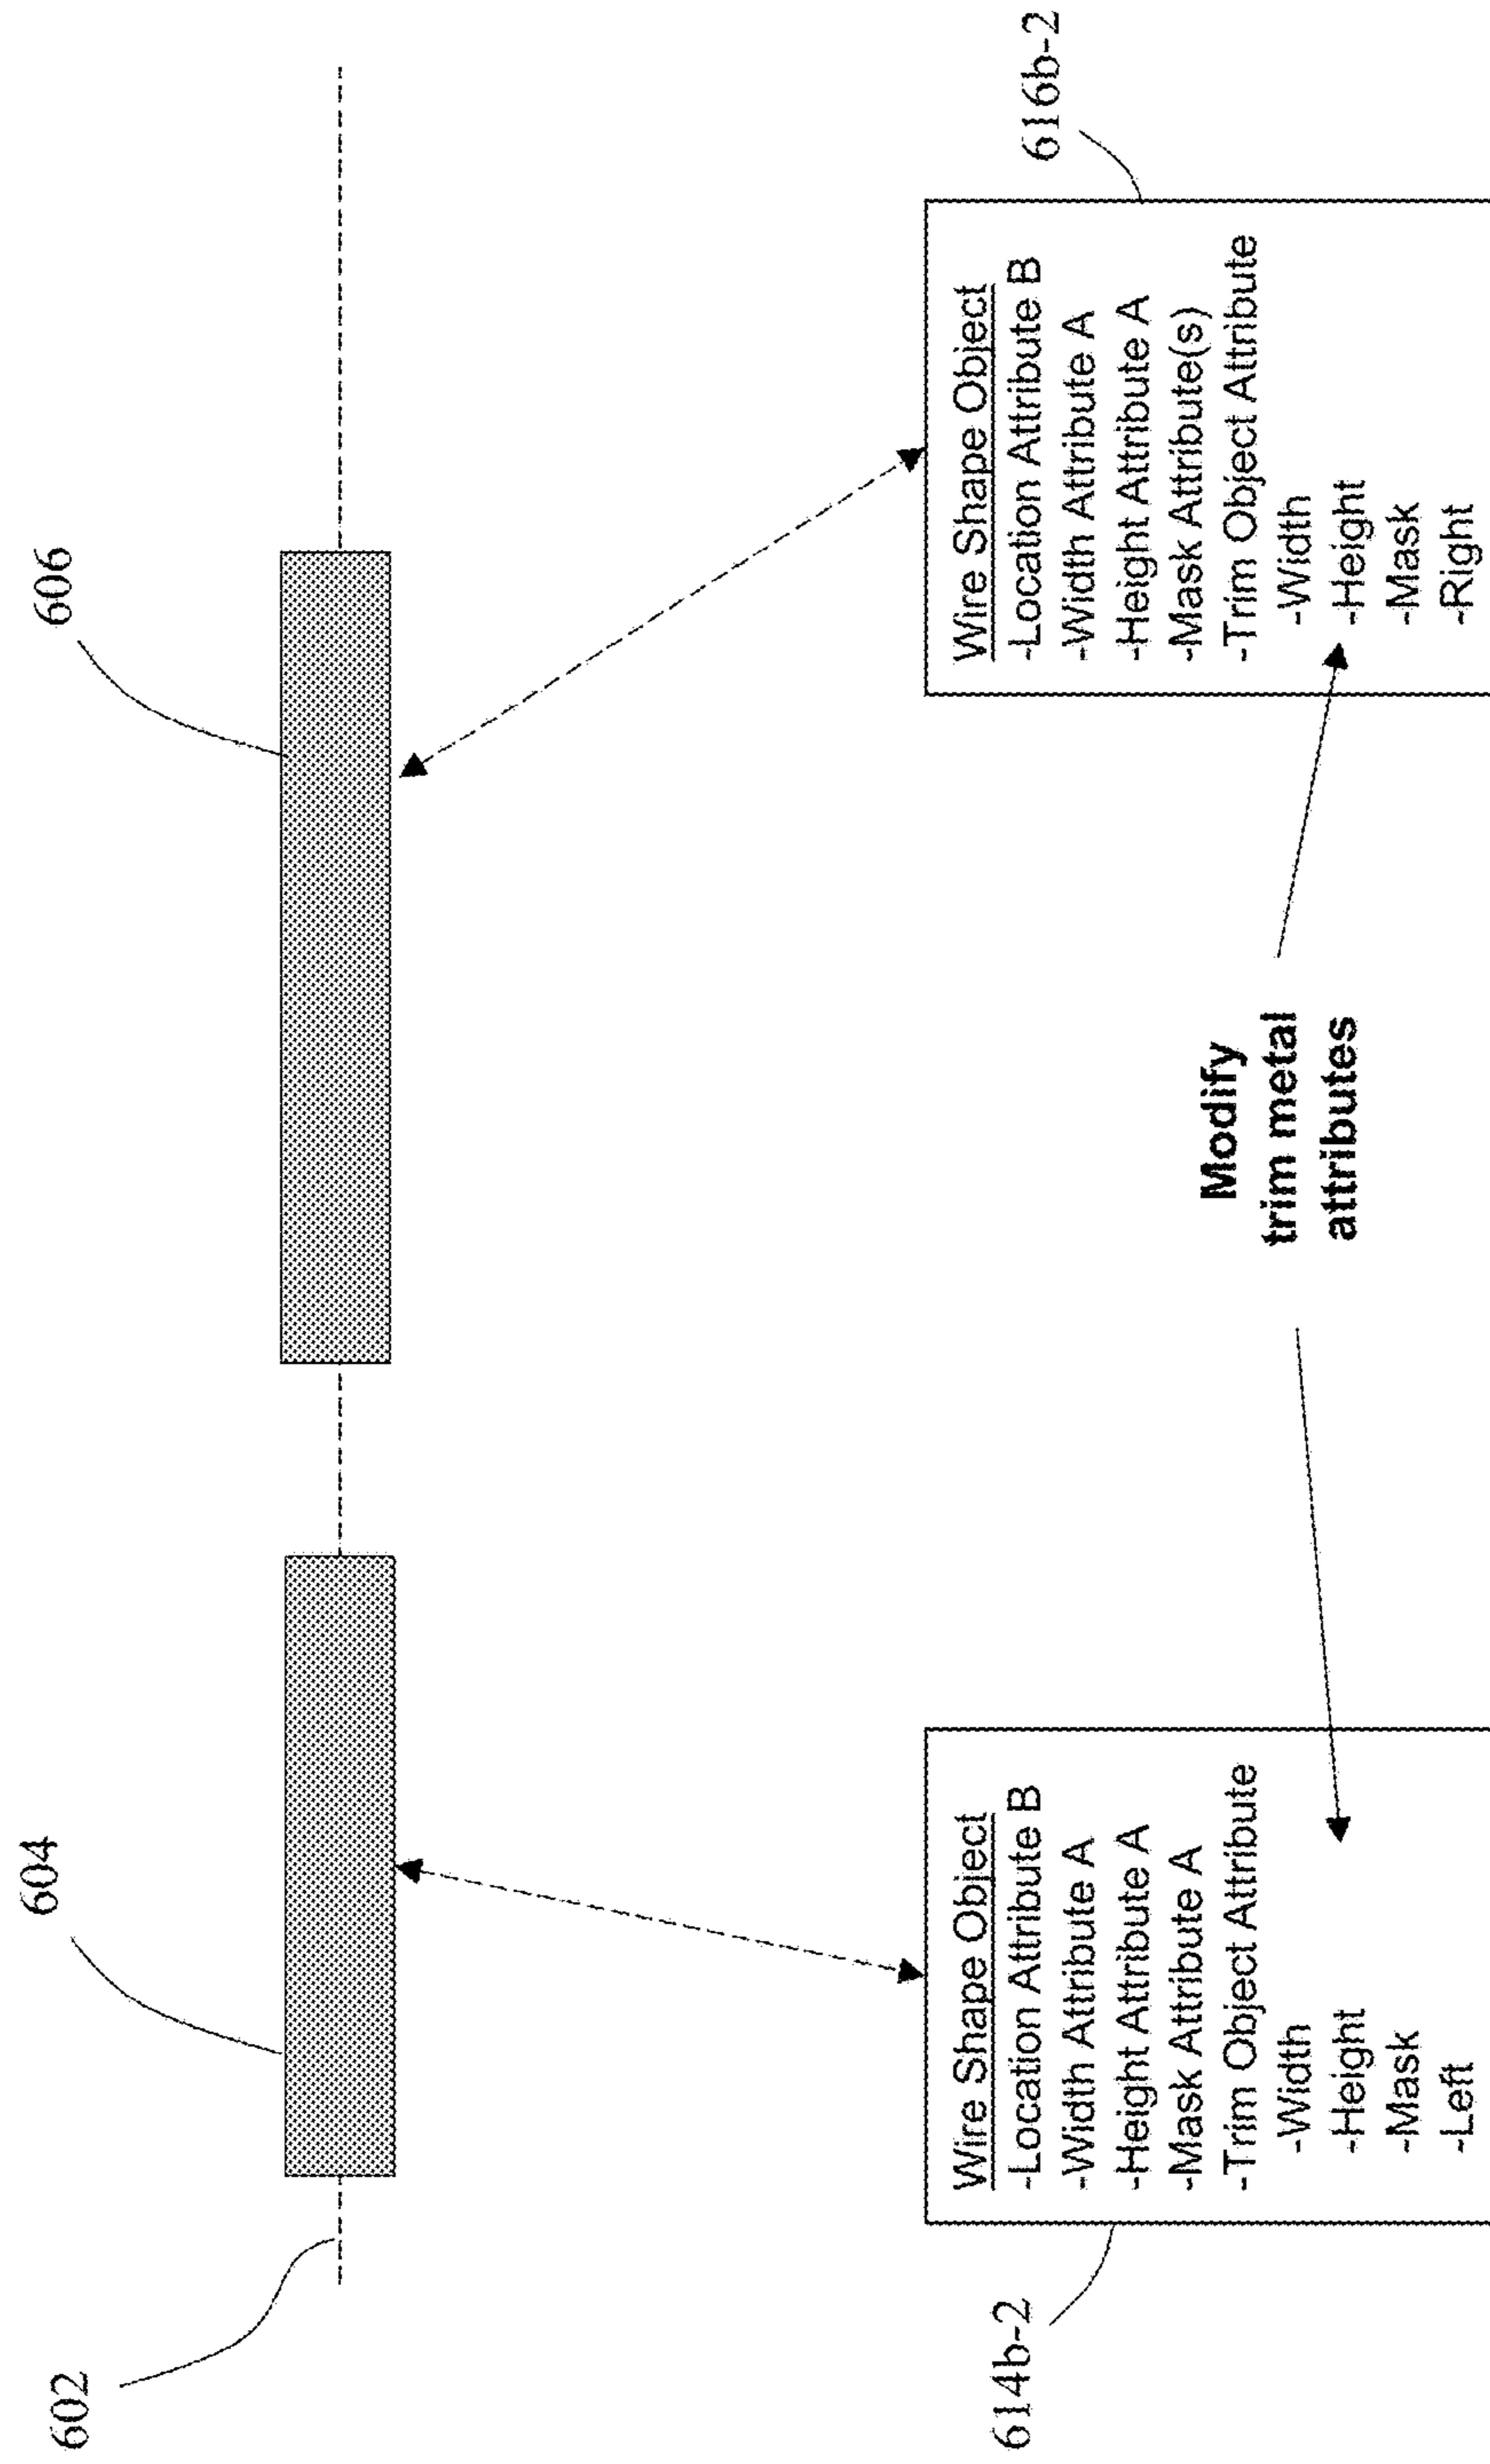 602
604
606
614b-2
Wire Shape Object
-Location Attribute B
-Width Attribute A
-Height Attribute A
-Mask Attribute A
-Trim Object Attribute
-Width
-Height
-Mask
-Left
Modify
trim metal
attributes
616b-2
Wire Shape Object
-Location Attribute B
-Width Attribute A
-Height Attribute A
-Mask Attribute(s)
-Trim Object Attribute
-Width
-Height
-Mask
-Right